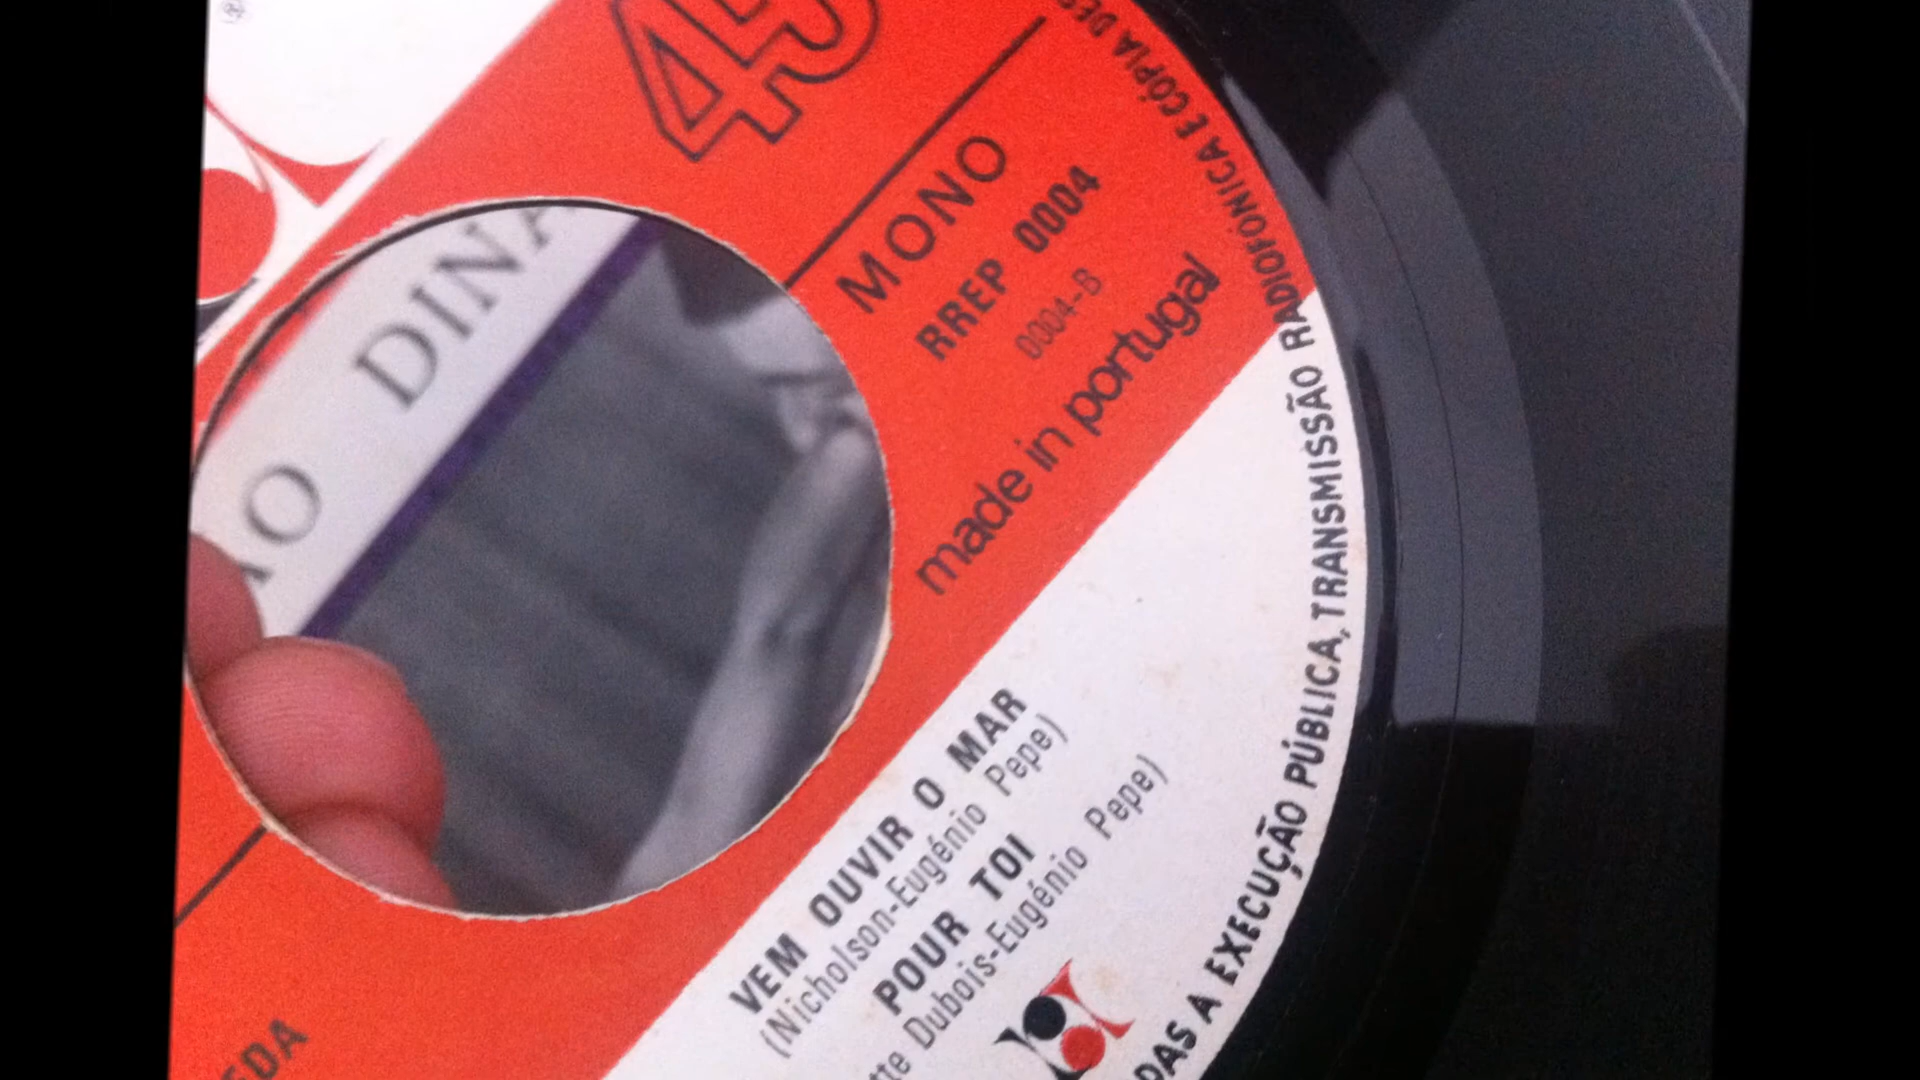 45
MONO
RREP 0004
0004-B
made in portugal
DINA
VEM OUVIR O MAR
(Nicholson-Eugénio Pepe)
POUR TOI
Dubois-Eugénio Pepe)
A EXECUÇÃO PÚBLICA, TRANSMISSÃO RADIOFÓNICA E CÓPIA